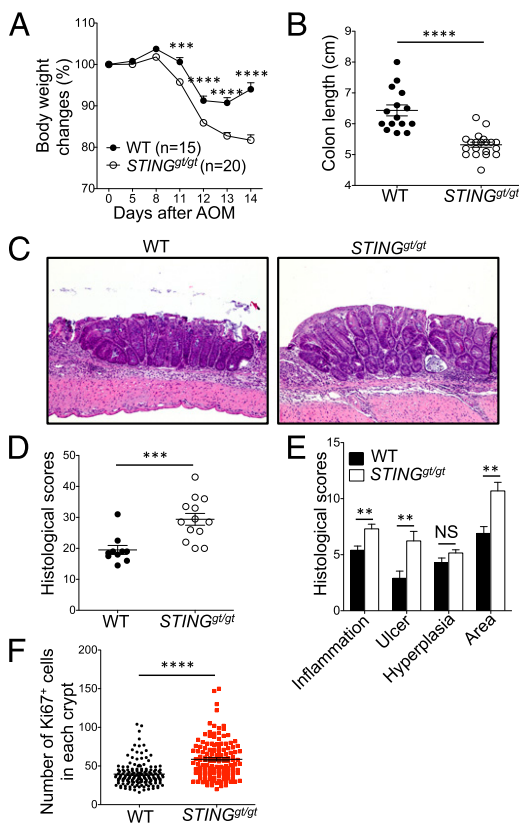 A
Body weight
changes (%)
110
100
90
80
70
***
****
****
****
WT (n=15)
STINGgt/gt (n=20)
0 5 8 11 12 13 14
Days after AOM
B
Colon length (cm)
9
8
7
6
5
4
****
WT STINGgt/gt
C
WT STINGgt/gt
D
Histological scores
50
40
30
20
10
0
***
WT STINGgt/gt
E
Histological scores
15
10
5
0
WT
STINGgt/gt
**
**
NS
**
Inflammation
Ulcer
Hyperplasia
Area
F
Number of Ki67+ cells
in each crypt
200
150
100
50
0
****
WT STINGgt/gt